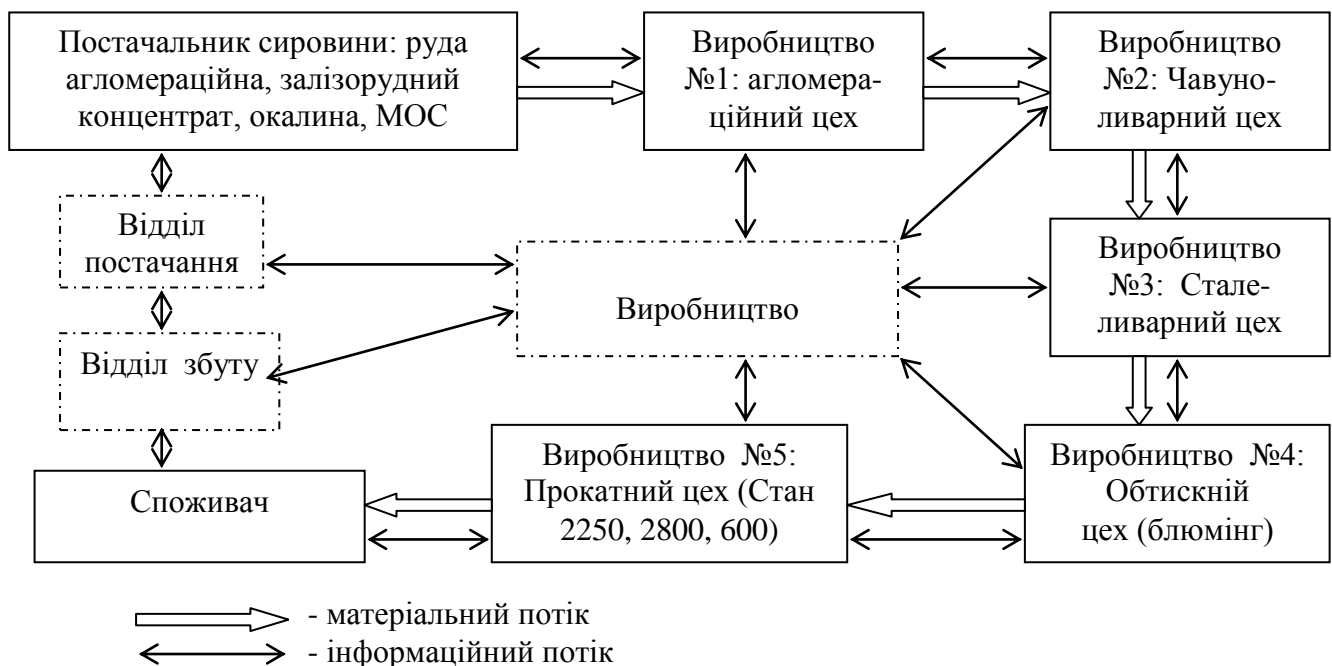 Постачальник сировини: руда
агломераційна, залізорудний
концентрат, окалина, МОС
Виробництво
№1: агломера-
ційний цех
Виробництво
№2: Чавуно-
ливарний цех
Відділ
постачання
Виробництво
Виробництво
№3: Стале-
ливарний цех
Відділ збуту
Споживач
Виробництво №5:
Прокатний цех (Стан
2250, 2800, 600)
Виробництво №4:
Обтискній
цех (блюмінг)
- матеріальний потік
- інформаційний потік